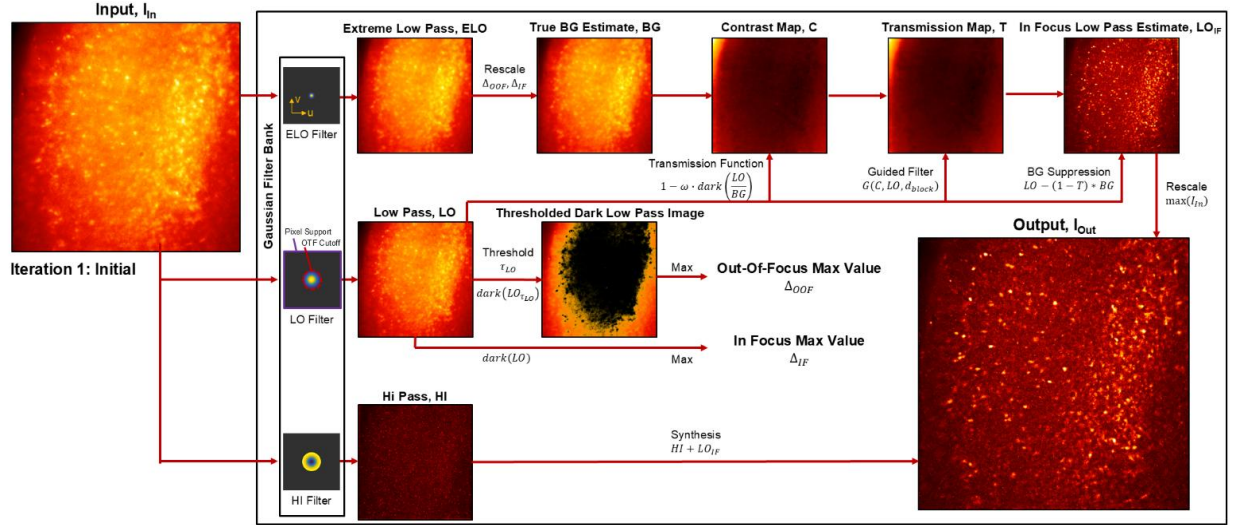 Input, I_In
Iteration 1: Initial
Gaussian Filter Bank
V
U
ELO Filter
Pixel Support
OTF Cutoff
LO Filter
HI Filter
Extreme Low Pass, ELO
Rescale
Δ_OOF, Δ_IF
True BG Estimate, BG
Contrast Map, C
Transmission Map, T
In Focus Low Pass Estimate, LO_IF
Transmission Function
1 − ω · dark(LO/BG)
Guided Filter
G(C, LO, d_block)
BG Suppression
LO − (1 − T) * BG
Rescale
max(I_In)
Low Pass, LO
Threshold
τ_LO
dark(LO_τ_LO)
Thresholded Dark Low Pass Image
Max
Out-Of-Focus Max Value
Δ_OOF
dark(LO)
Max
In Focus Max Value
Δ_IF
Hi Pass, HI
Synthesis
HI + LO_IF
Output, I_Out